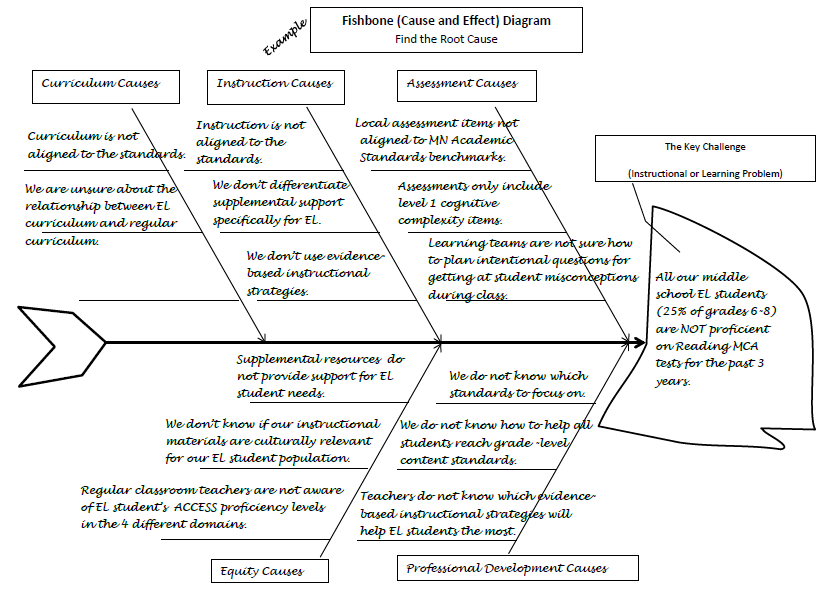 Example
Fishbone (Cause and Effect) Diagram
Find the Root Cause
Curriculum Causes
Instruction Causes
Assessment Causes
Curriculum is not
aligned to the standards.
We are unsure about the
relationship between EL
curriculum and regular
curriculum.
Instruction is not
aligned to the
standards.
We don't differentiate
supplemental support
specifically for EL.
We don't use evidence-
based instructional
strategies.
Local assessment items not
aligned to MN Academic
Standards benchmarks.
Assessments only include
level 1 cognitive
complexity items.
Learning teams are not sure how
to plan intentional questions for
getting at student misconceptions
during class.
The Key Challenge
(Instructional or Learning Problem)
All our middle
school EL students
(25% of grades 6-8)
are NOT proficient
on Reading MCA
tests for the past 3
years.
Supplemental resources do
not provide support for EL
student needs.
We don't know if our instructional
materials are culturally relevant
for our EL student population.
Regular classroom teachers are not aware
of EL student's ACCESS proficiency levels
in the 4 different domains.
We do not know which
standards to focus on.
We do not know how to help all
students reach grade -level
content standards.
Teachers do not know which evidence-
based instructional strategies will
help EL students the most.
Equity Causes
Professional Development Causes